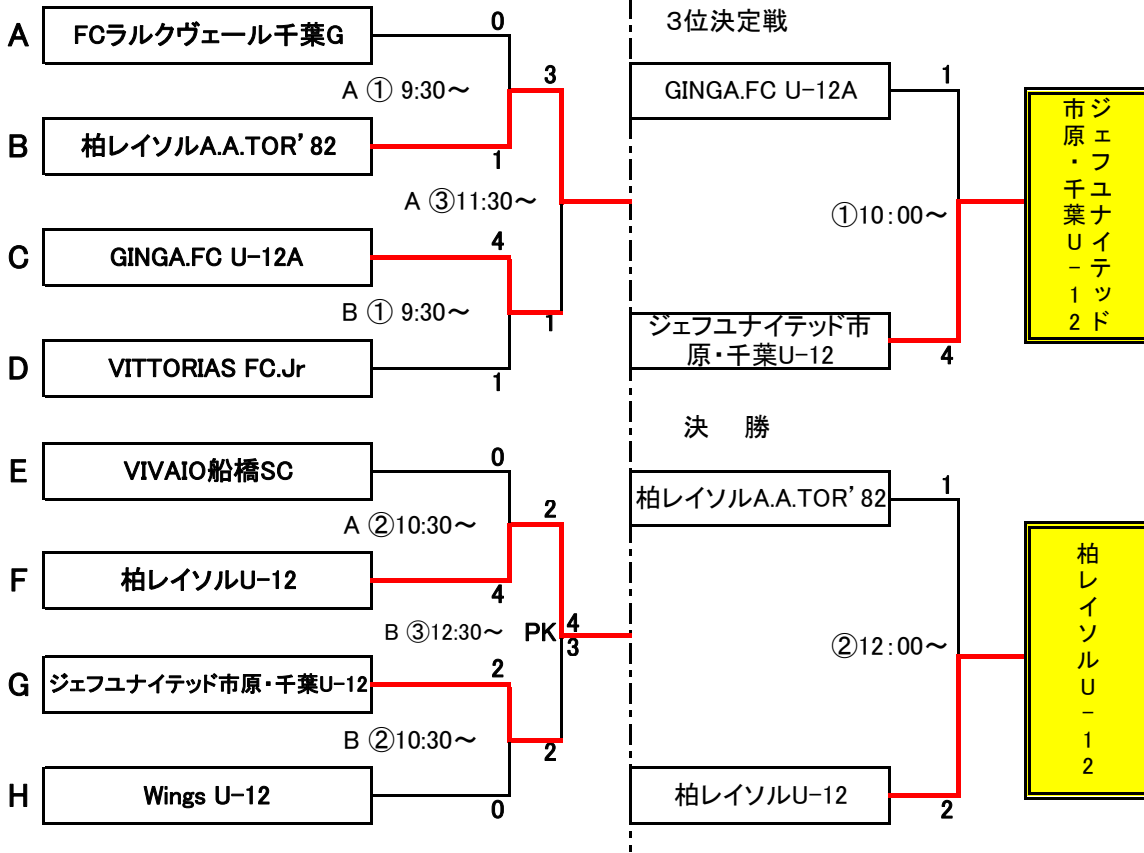 A
FCラルクヴェール千葉G
0
A ① 9:30～
3
B
柏レイソルA.A.TOR’82
1
A ③11:30～
C
GINGA.FC U-12A
4
B ① 9:30～
1
D
VITTORIAS FC.Jr
1
E
VIVAIO船橋SC
0
A ②10:30～
2
F
柏レイソルU-12
4
B ③12:30～
PK
4
3
G
ジェフユナイテッド市原・千葉U-12
2
B ②10:30～
2
H
Wings U-12
0
3位決定戦
GINGA.FC U-12A
1
①10:00～
ジェフユナイテッド市
原・千葉U-12
4
ジェフユナイテッド
市原・千葉U-12
決 勝
柏レイソルA.A.TOR’82
1
②12:00～
柏レイソルU-12
2
柏レイソルU-12